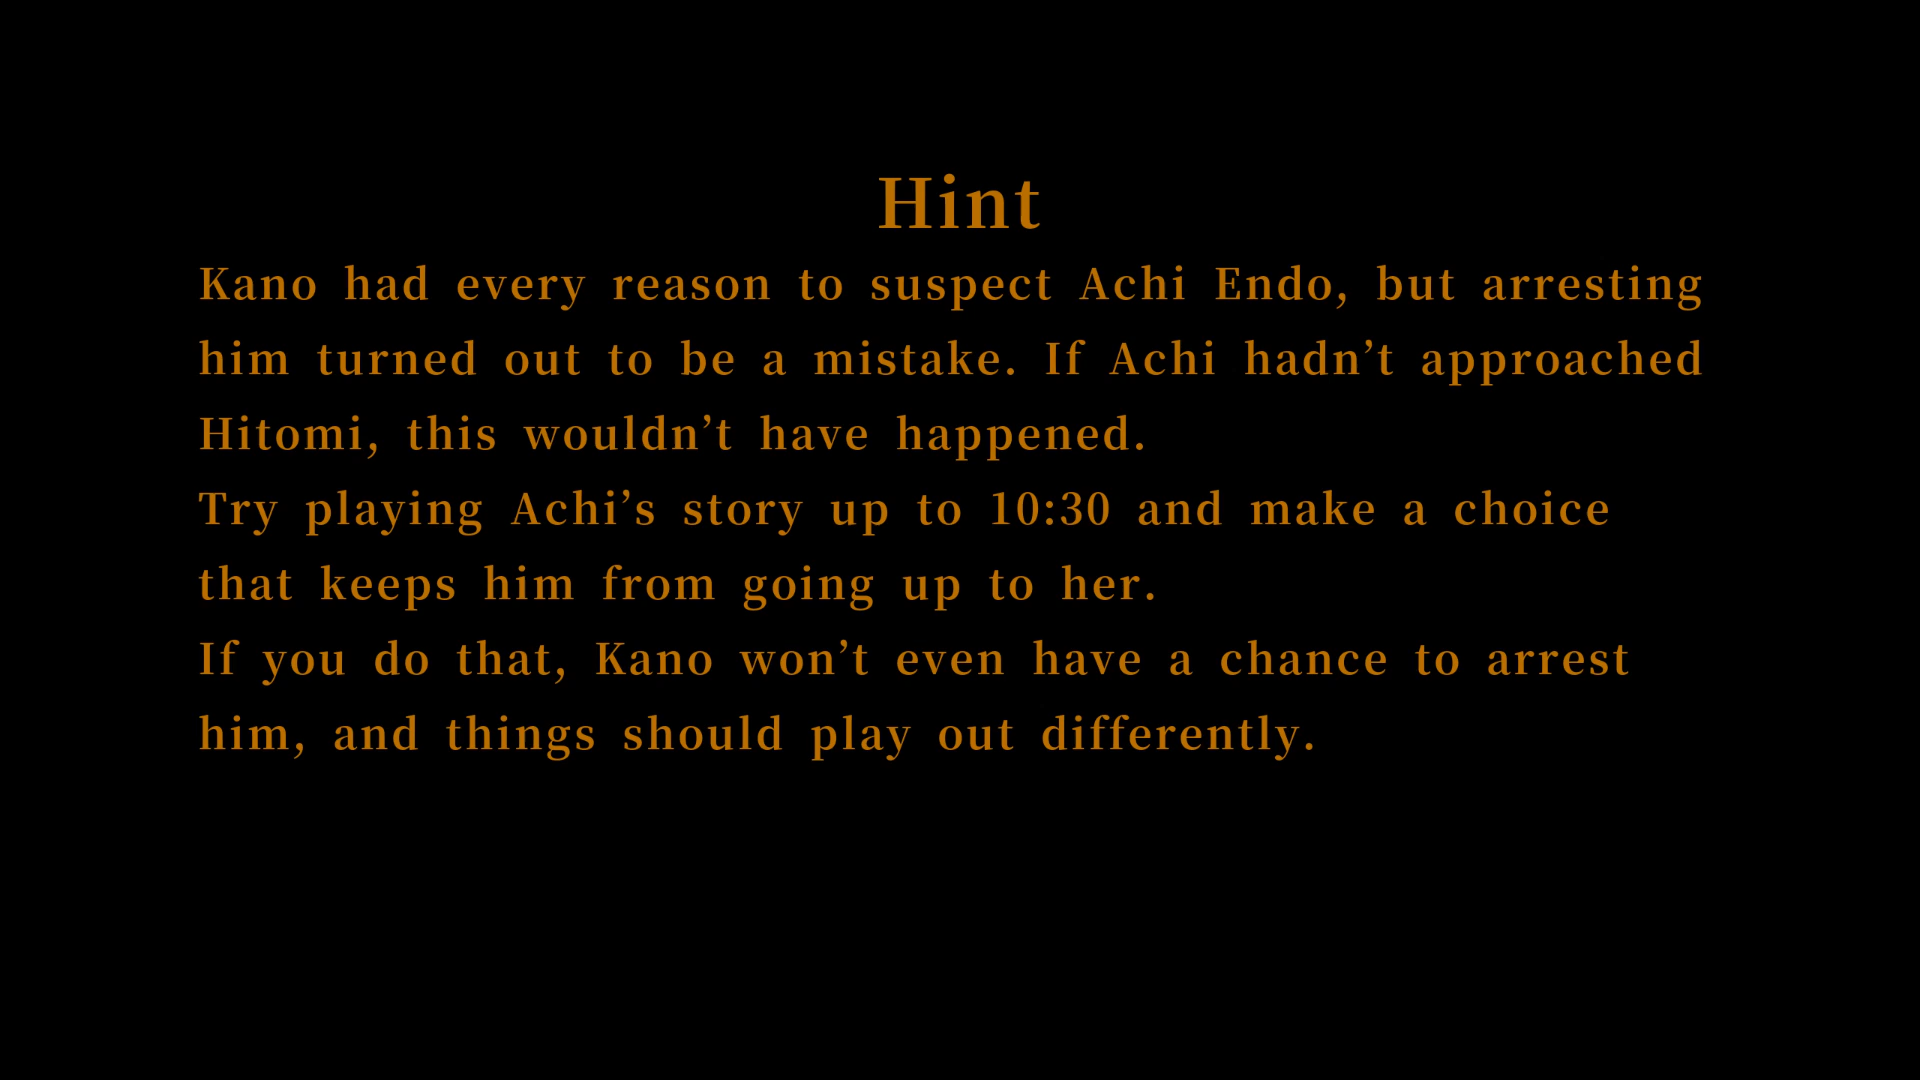 Hint
Kano had every reason to suspect Achi Endo, but arresting
him turned out to be a mistake. If Achi hadn’t approached
Hitomi, this wouldn’t have happened.
Try playing Achi’s story up to 10:30 and make a choice
that keeps him from going up to her.
If you do that, Kano won’t even have a chance to arrest
him, and things should play out differently.